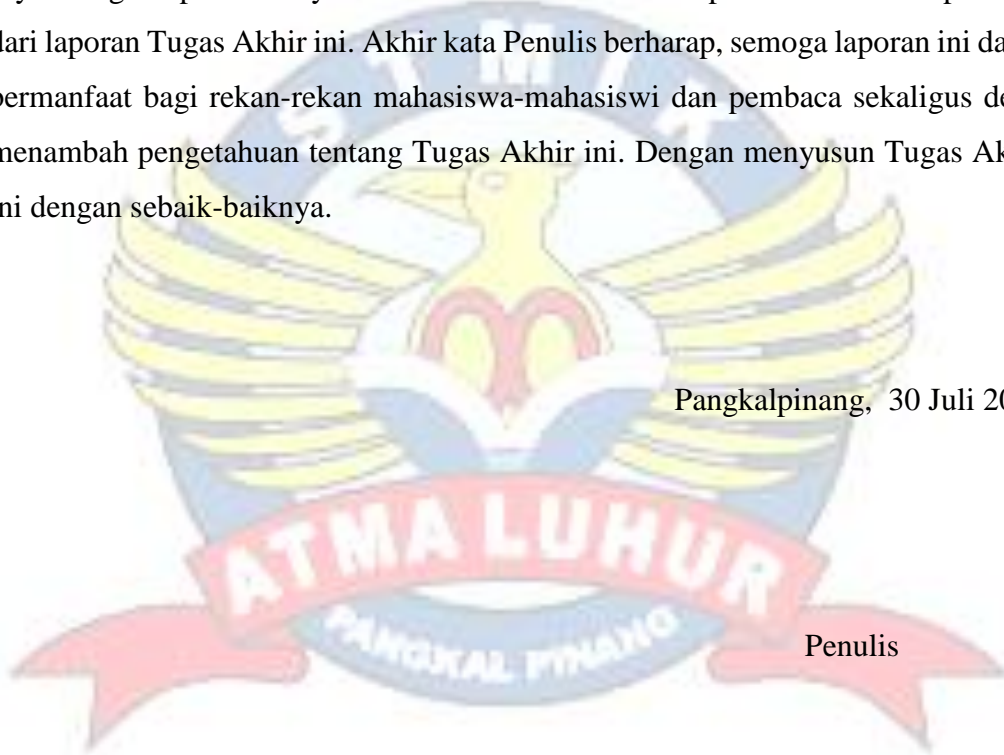 dari laporan Tugas Akhir ini. Akhir kata Penulis berharap, semoga laporan ini da
bermanfaat bagi rekan-rekan mahasiswa-mahasiswi dan pembaca sekaligus de
menambah pengetahuan tentang Tugas Akhir ini. Dengan menyusun Tugas Ak
ini dengan sebaik-baiknya.
STMIK
Pangkalpinang, 30 Juli 20
ATMA LUHUR
PANGKAL PINANG
Penulis